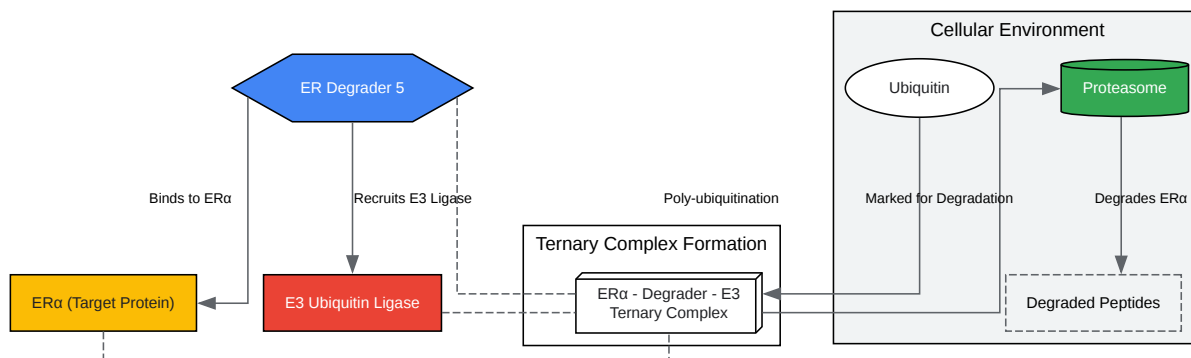 Cellular Environment
ER Degrader 5
Ubiquitin
Proteasome
Binds to ERα
Recruits E3 Ligase
Poly-ubiquitination
Marked for Degradation
Degrades ERα
Ternary Complex Formation
ERα (Target Protein)
E3 Ubiquitin Ligase
ERα - Degrader - E3
Ternary Complex
Degraded Peptides